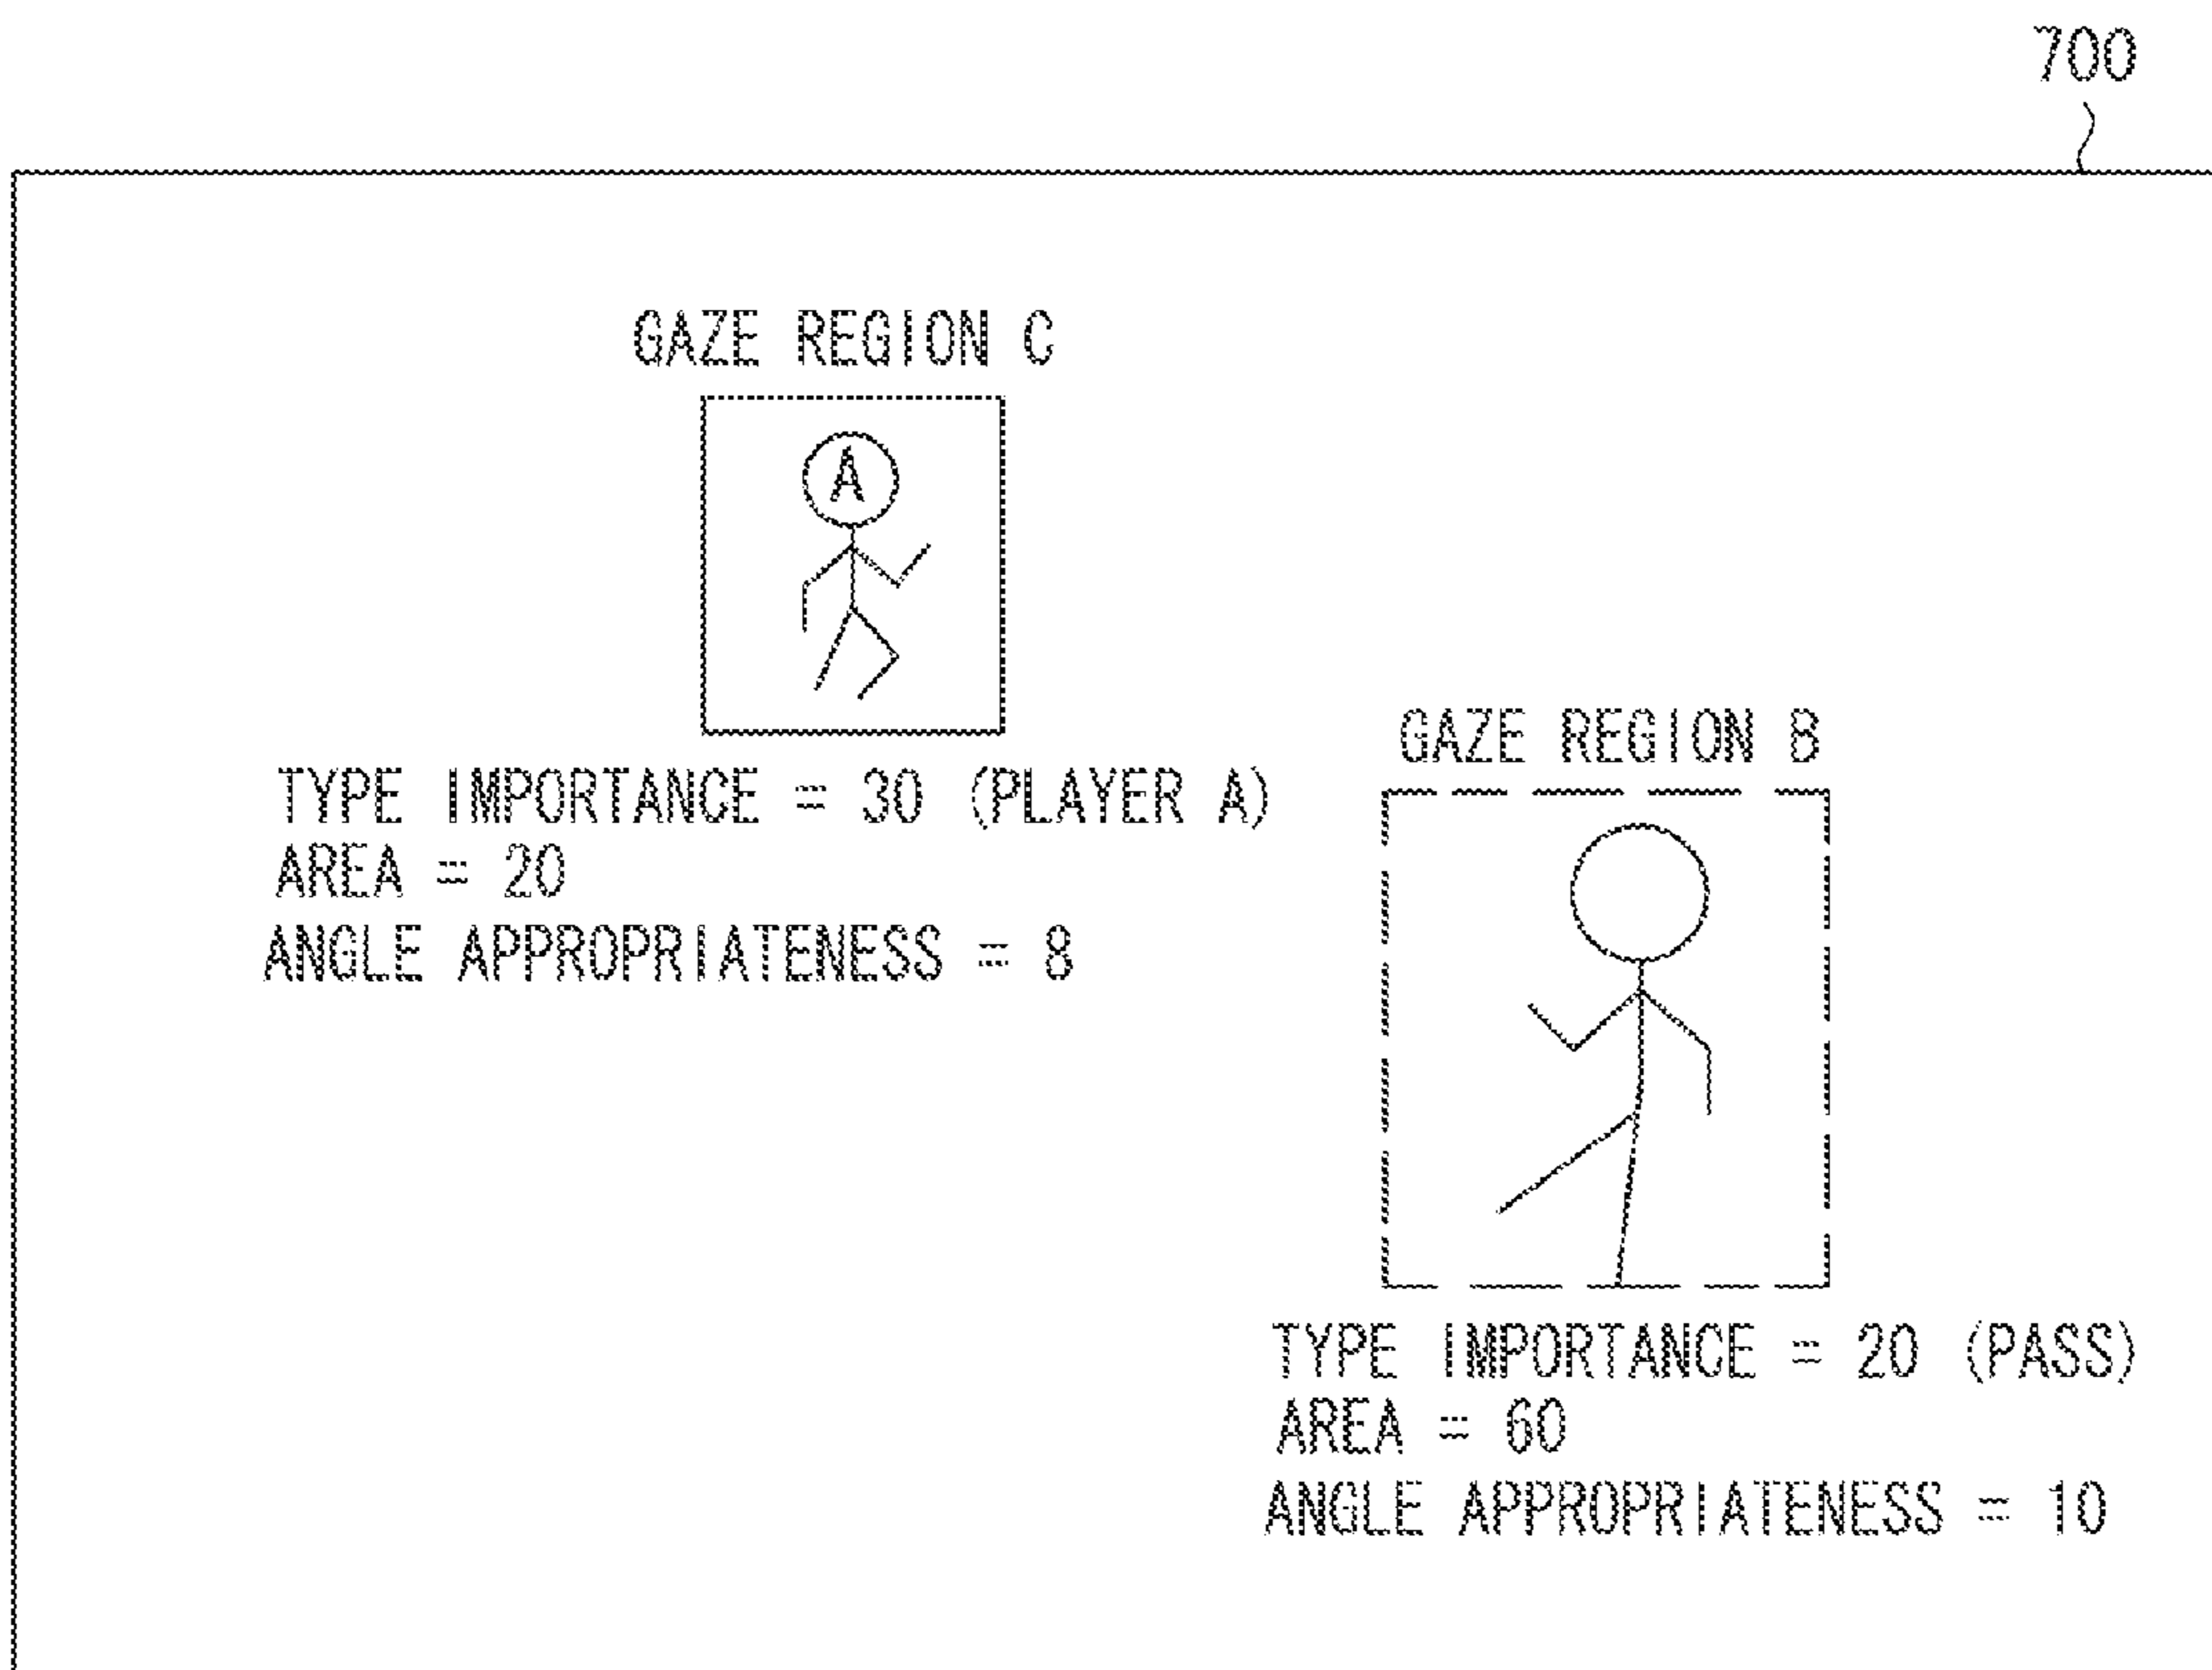 700
GAZE REGION C
A
TYPE IMPORTANCE = 30 (PLAYER A)
AREA = 20
ANGLE APPROPRIATENESS = 8
GAZE REGION B
TYPE IMPORTANCE = 20 (PASS)
AREA = 60
ANGLE APPROPRIATENESS = 10